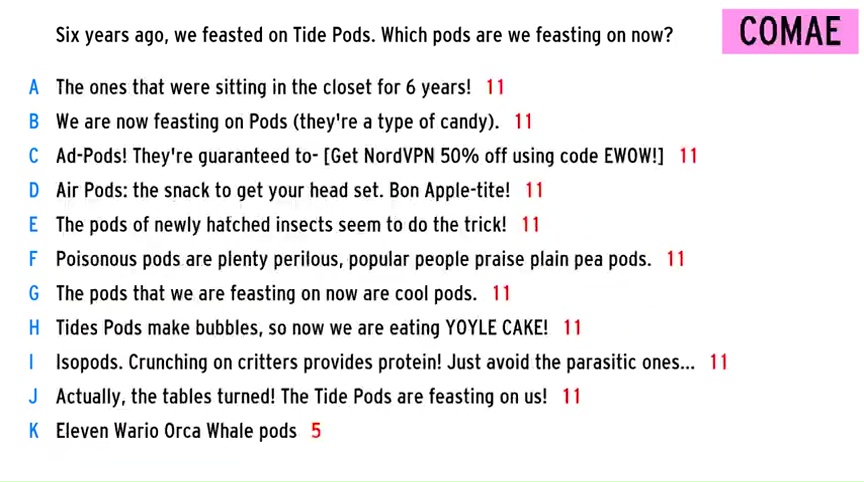 Six years ago, we feasted on Tide Pods. Which pods are we feasting on now?
COMAE
A The ones that were sitting in the closet for 6 years! 11
B We are now feasting on Pods (they're a type of candy). 11
C Ad-Pods! They're guaranteed to- [Get NordVPN 50% off using code EWOW!] 11
D Air Pods: the snack to get your head set. Bon Apple-tite! 11
E The pods of newly hatched insects seem to do the trick! 11
F Poisonous pods are plenty perilous, popular people praise plain pea pods. 11
G The pods that we are feasting on now are cool pods. 11
H Tides Pods make bubbles, so now we are eating YOYLE CAKE! 11
I Isopods. Crunching on critters provides protein! Just avoid the parasitic ones... 11
J Actually, the tables turned! The Tide Pods are feasting on us! 11
K Eleven Wario Orca Whale pods 5